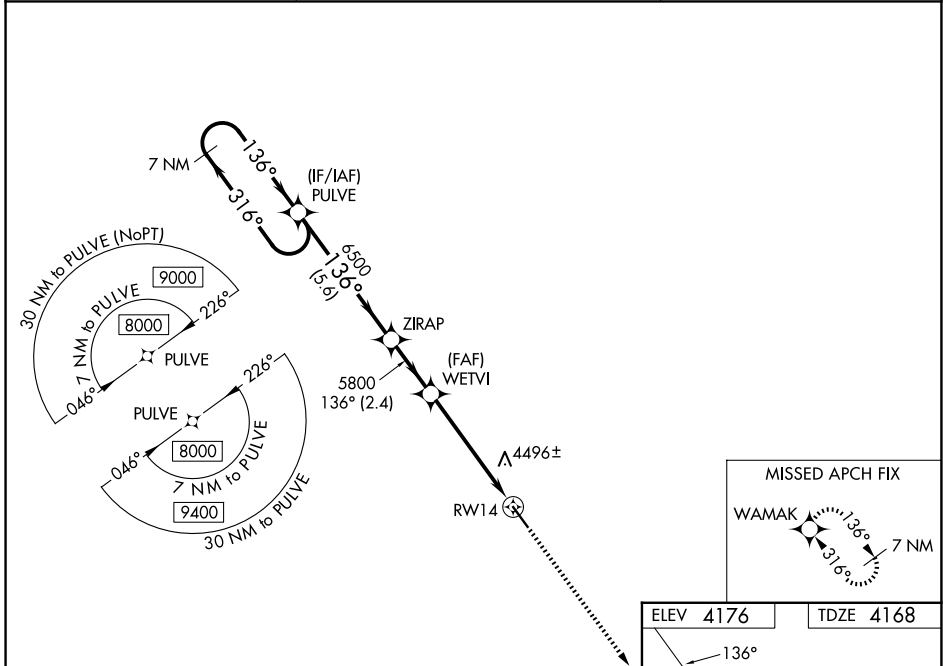 7 NM
136°
316°
(IF/IAF)
PULVE
6500
136°
(5.6)
30 NM to PULVE (NoPT)
9000
7 NM to PULVE
8000
226°
046°
PULVE
PULVE
226°
046°
8000
7 NM to PULVE
9400
30 NM to PULVE
ZIRAP
(FAF)
WETVI
5800
136° (2.4)
4496±
RW14
MISSED APCH FIX
WAMAK
136°
316°
7 NM
ELEV 4176
TDZE 4168
136°